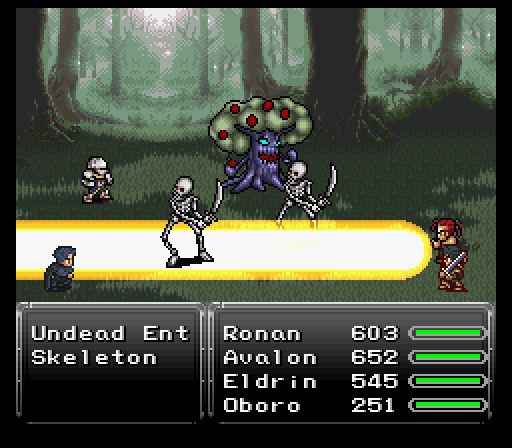 Undead Ent
Skeleton
Ronan 603
Avalon 652
Eldrin 545
Oboro 251